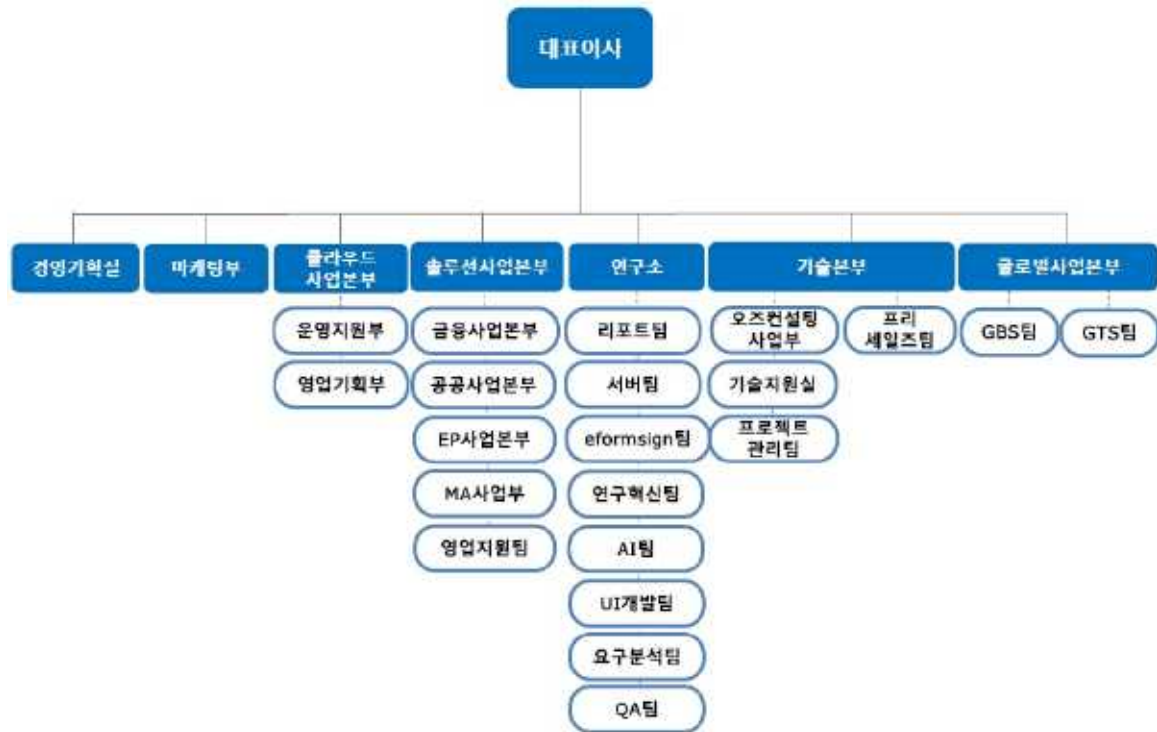 대표이사
경영기획실
마케팅부
클라우드
사업본부
솔루션사업본부
연구소
기술본부
글로벌사업본부
운영지원부
영업기획부
금융사업본부
공공사업본부
EP사업본부
MA사업부
영업지원팀
리포트팀
서버팀
eformsign팀
연구혁신팀
AI팀
UI개발팀
요구분석팀
QA팀
오즈컨설팅
사업부
기술지원실
프로젝트
관리팀
프리
세일즈팀
GBS팀
GTS팀